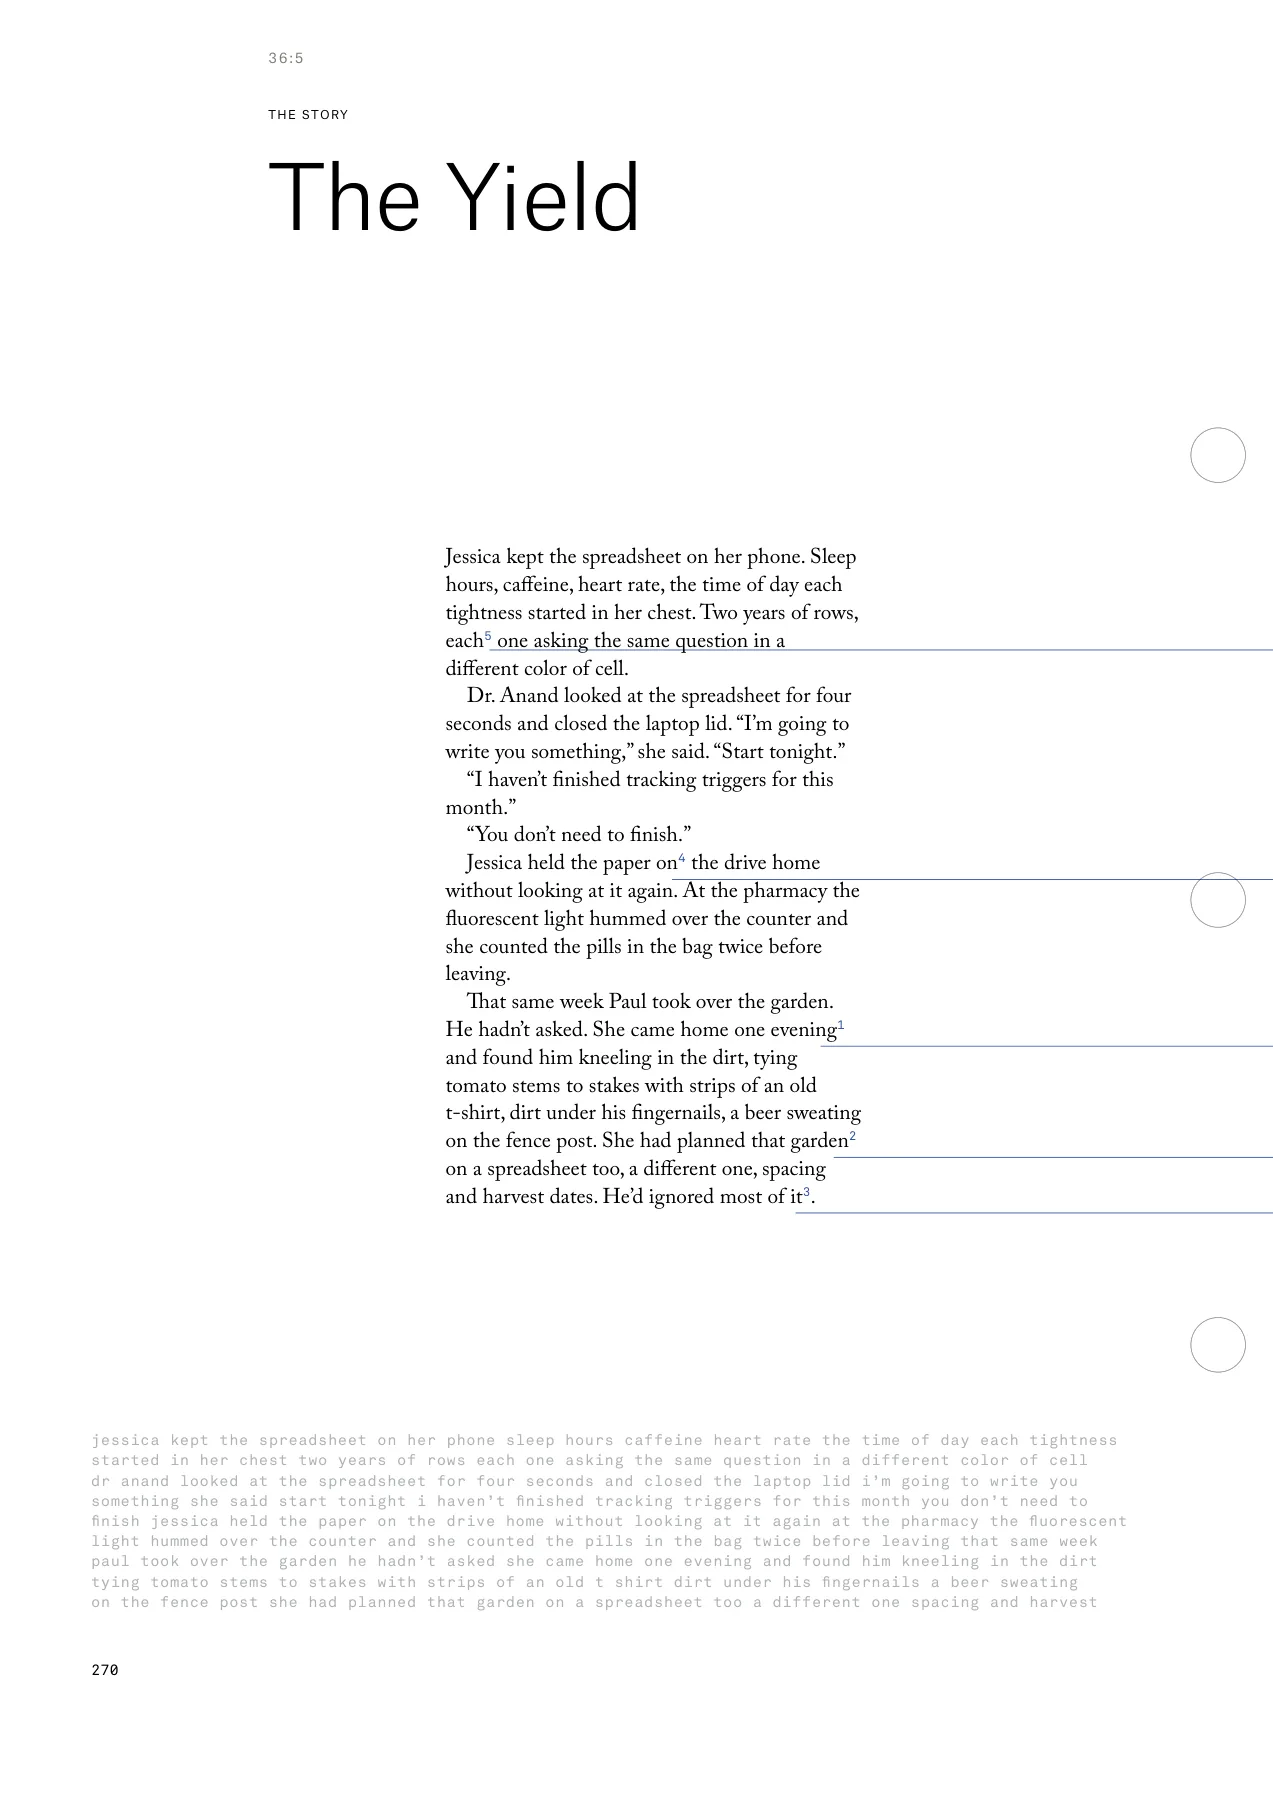 36:5
THE STORY
The Yield
Jessica kept the spreadsheet on her phone. Sleep
hours, caffeine, heart rate, the time of day each
tightness started in her chest. Two years of rows,
each⁵ one asking the same question in a
different color of cell.
Dr. Anand looked at the spreadsheet for four
seconds and closed the laptop lid. “I’m going to
write you something,” she said. “Start tonight.”
“I haven’t finished tracking triggers for this
month.”
“You don’t need to finish.”
Jessica held the paper on⁴ the drive home
without looking at it again. At the pharmacy the
fluorescent light hummed over the counter and
she counted the pills in the bag twice before
leaving.
That same week Paul took over the garden.
He hadn’t asked. She came home one evening¹
and found him kneeling in the dirt, tying
tomato stems to stakes with strips of an old
t-shirt, dirt under his fingernails, a beer sweating
on the fence post. She had planned that garden²
on a spreadsheet too, a different one, spacing
and harvest dates. He’d ignored most of it³.
jessica kept the spreadsheet on her phone sleep hours caffeine heart rate the time of day each tightness
started in her chest two years of rows each one asking the same question in a different color of cell
dr anand looked at the spreadsheet for four seconds and closed the laptop lid i’m going to write you
something she said start tonight i haven’t finished tracking triggers for this month you don’t need to
finish jessica held the paper on the drive home without looking at it again at the pharmacy the fluorescent
light hummed over the counter and she counted the pills in the bag twice before leaving that same week
paul took over the garden he hadn’t asked she came home one evening and found him kneeling in the dirt
tying tomato stems to stakes with strips of an old t shirt dirt under his fingernails a beer sweating
on the fence post she had planned that garden on a spreadsheet too a different one spacing and harvest
270